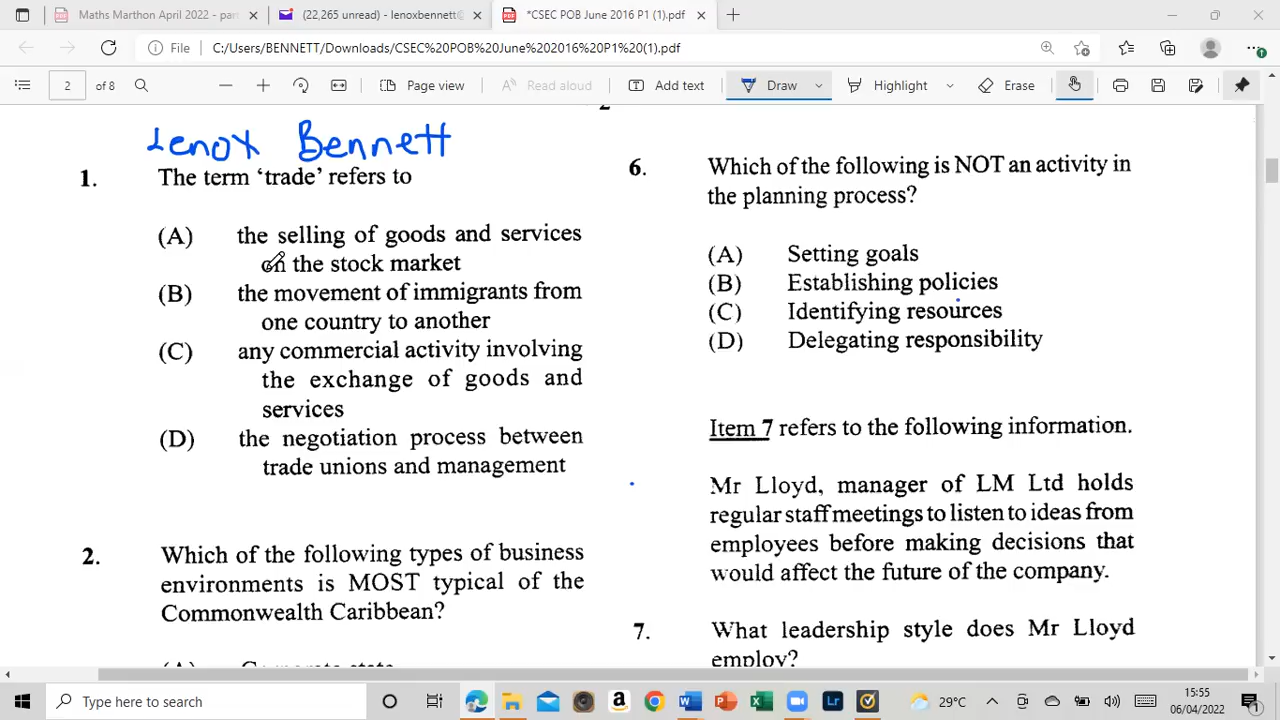 Maths Marthon April 2022 - par
(22,265 unread) - lenoxbennett@
*CSEC POB June 2016 P1 (1).pdf
File
C:/Users/BENNETT/Downloads/CSEC%20POB%20June%202016%20P1%20(1).pdf
2 of 8
Page view
Read aloud
Add text
Draw
Highlight
Erase
Lenox Bennett
1. The term ‘trade’ refers to
(A) the selling of goods and services
on the stock market
(B) the movement of immigrants from
one country to another
(C) any commercial activity involving
the exchange of goods and
services
(D) the negotiation process between
trade unions and management
2. Which of the following types of business
environments is MOST typical of the
Commonwealth Caribbean?
(A) Corporate state
6. Which of the following is NOT an activity in
the planning process?
(A) Setting goals
(B) Establishing policies
(C) Identifying resources
(D) Delegating responsibility
Item 7 refers to the following information.
Mr Lloyd, manager of LM Ltd holds
regular staff meetings to listen to ideas from
employees before making decisions that
would affect the future of the company.
7. What leadership style does Mr Lloyd
employ?
Type here to search
29°C
15:55
06/04/2022